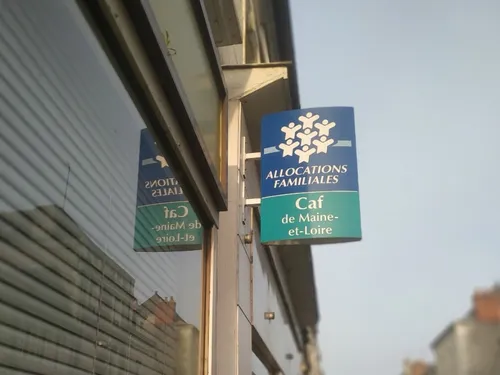 ALLOCATIONS
FAMILIALES
Caf
de Maine-
et-Loire